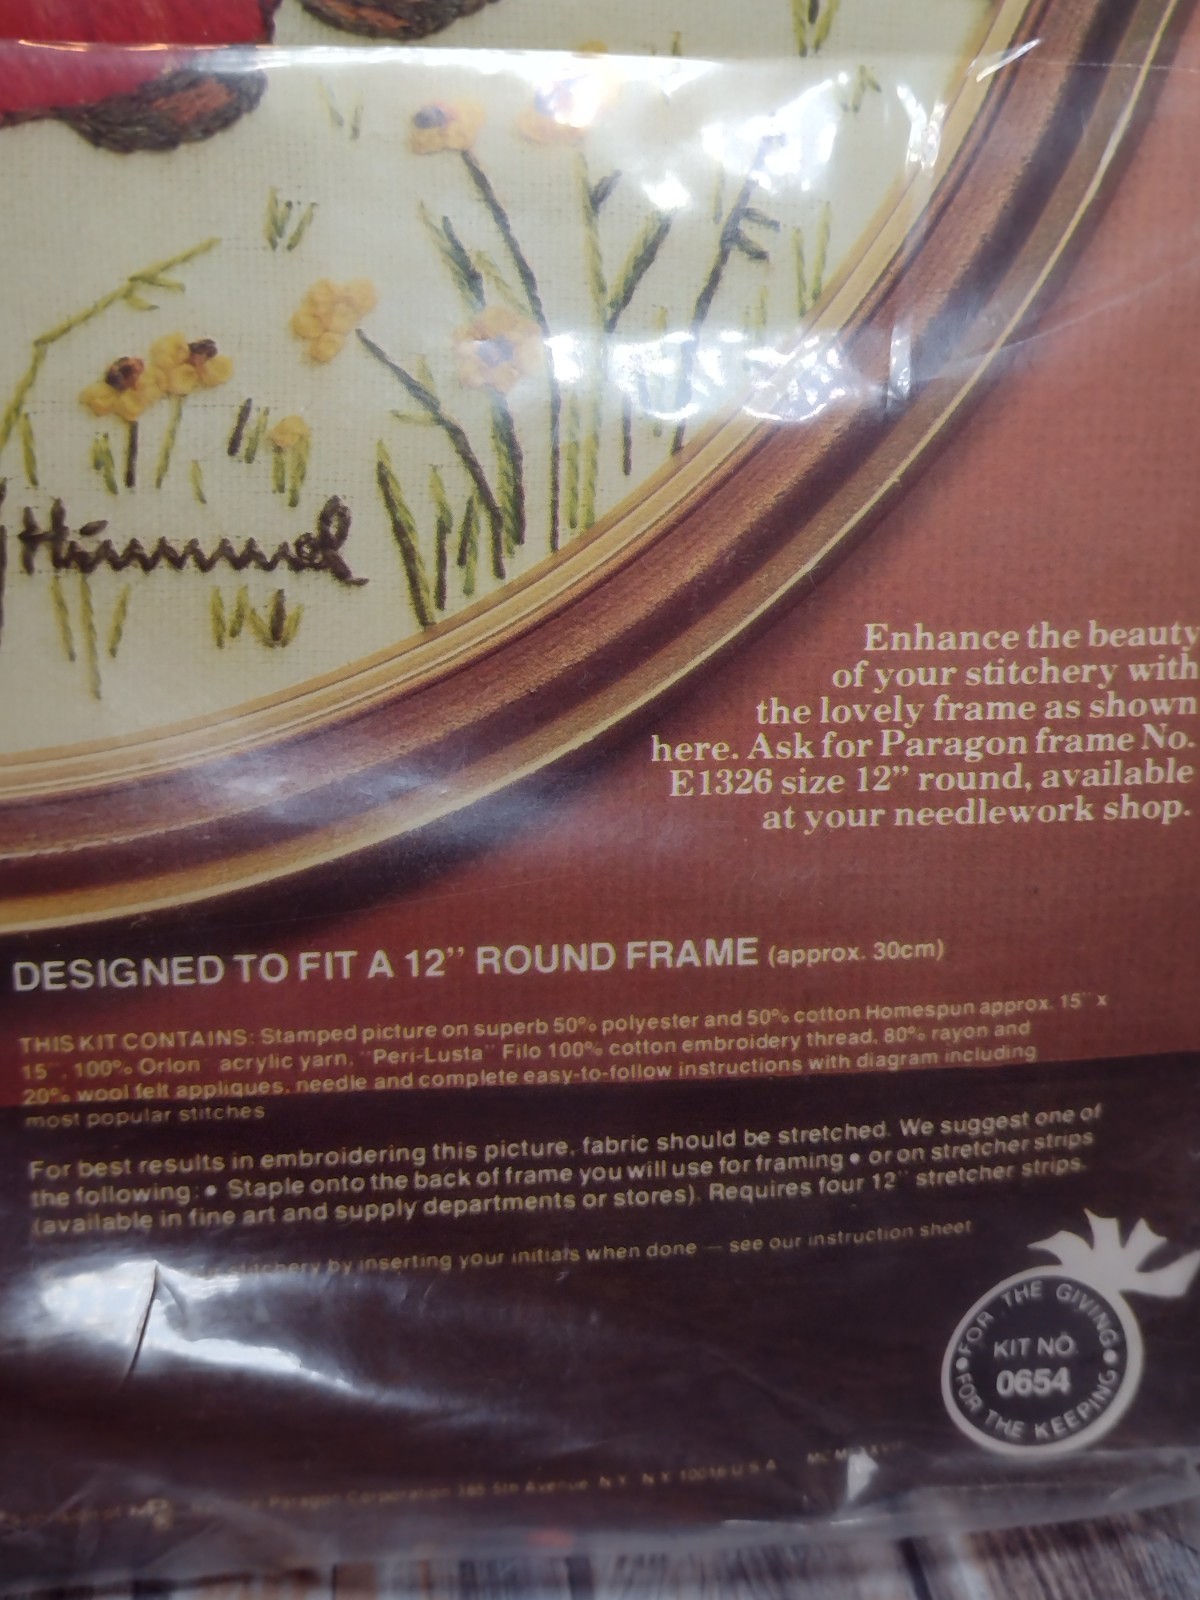 Himmel
Enhance the beauty
of your stitchery with
the lovely frame as shown
here. Ask for Paragon frame No.
E1326 size 12” round, available
at your needlework shop.
DESIGNED TO FIT A 12” ROUND FRAME (approx. 30cm)
THIS KIT CONTAINS: Stamped picture on superb 50% polyester and 50% cotton Homespun approx. 15” x
15”, 100% Orlon acrylic yarn, “Peri-Lusta” Filo 100% cotton embroidery thread, 80% rayon and
20% wool felt appliques, needle and complete easy-to-follow instructions with diagram including
most popular stitches
For best results in embroidering this picture, fabric should be stretched. We suggest one of
the following: • Staple onto the back of frame you will use for framing • or on stretcher strips
(available in fine art and supply departments or stores). Requires four 12” stretcher strips.
stitchery by inserting your initials when done — see our instruction sheet
• FOR THE GIVING •
KIT NO.
0654
FOR THE KEEPING
Paragon Corporation 385 5th Avenue N.Y. N.Y. 10016 U.S.A.